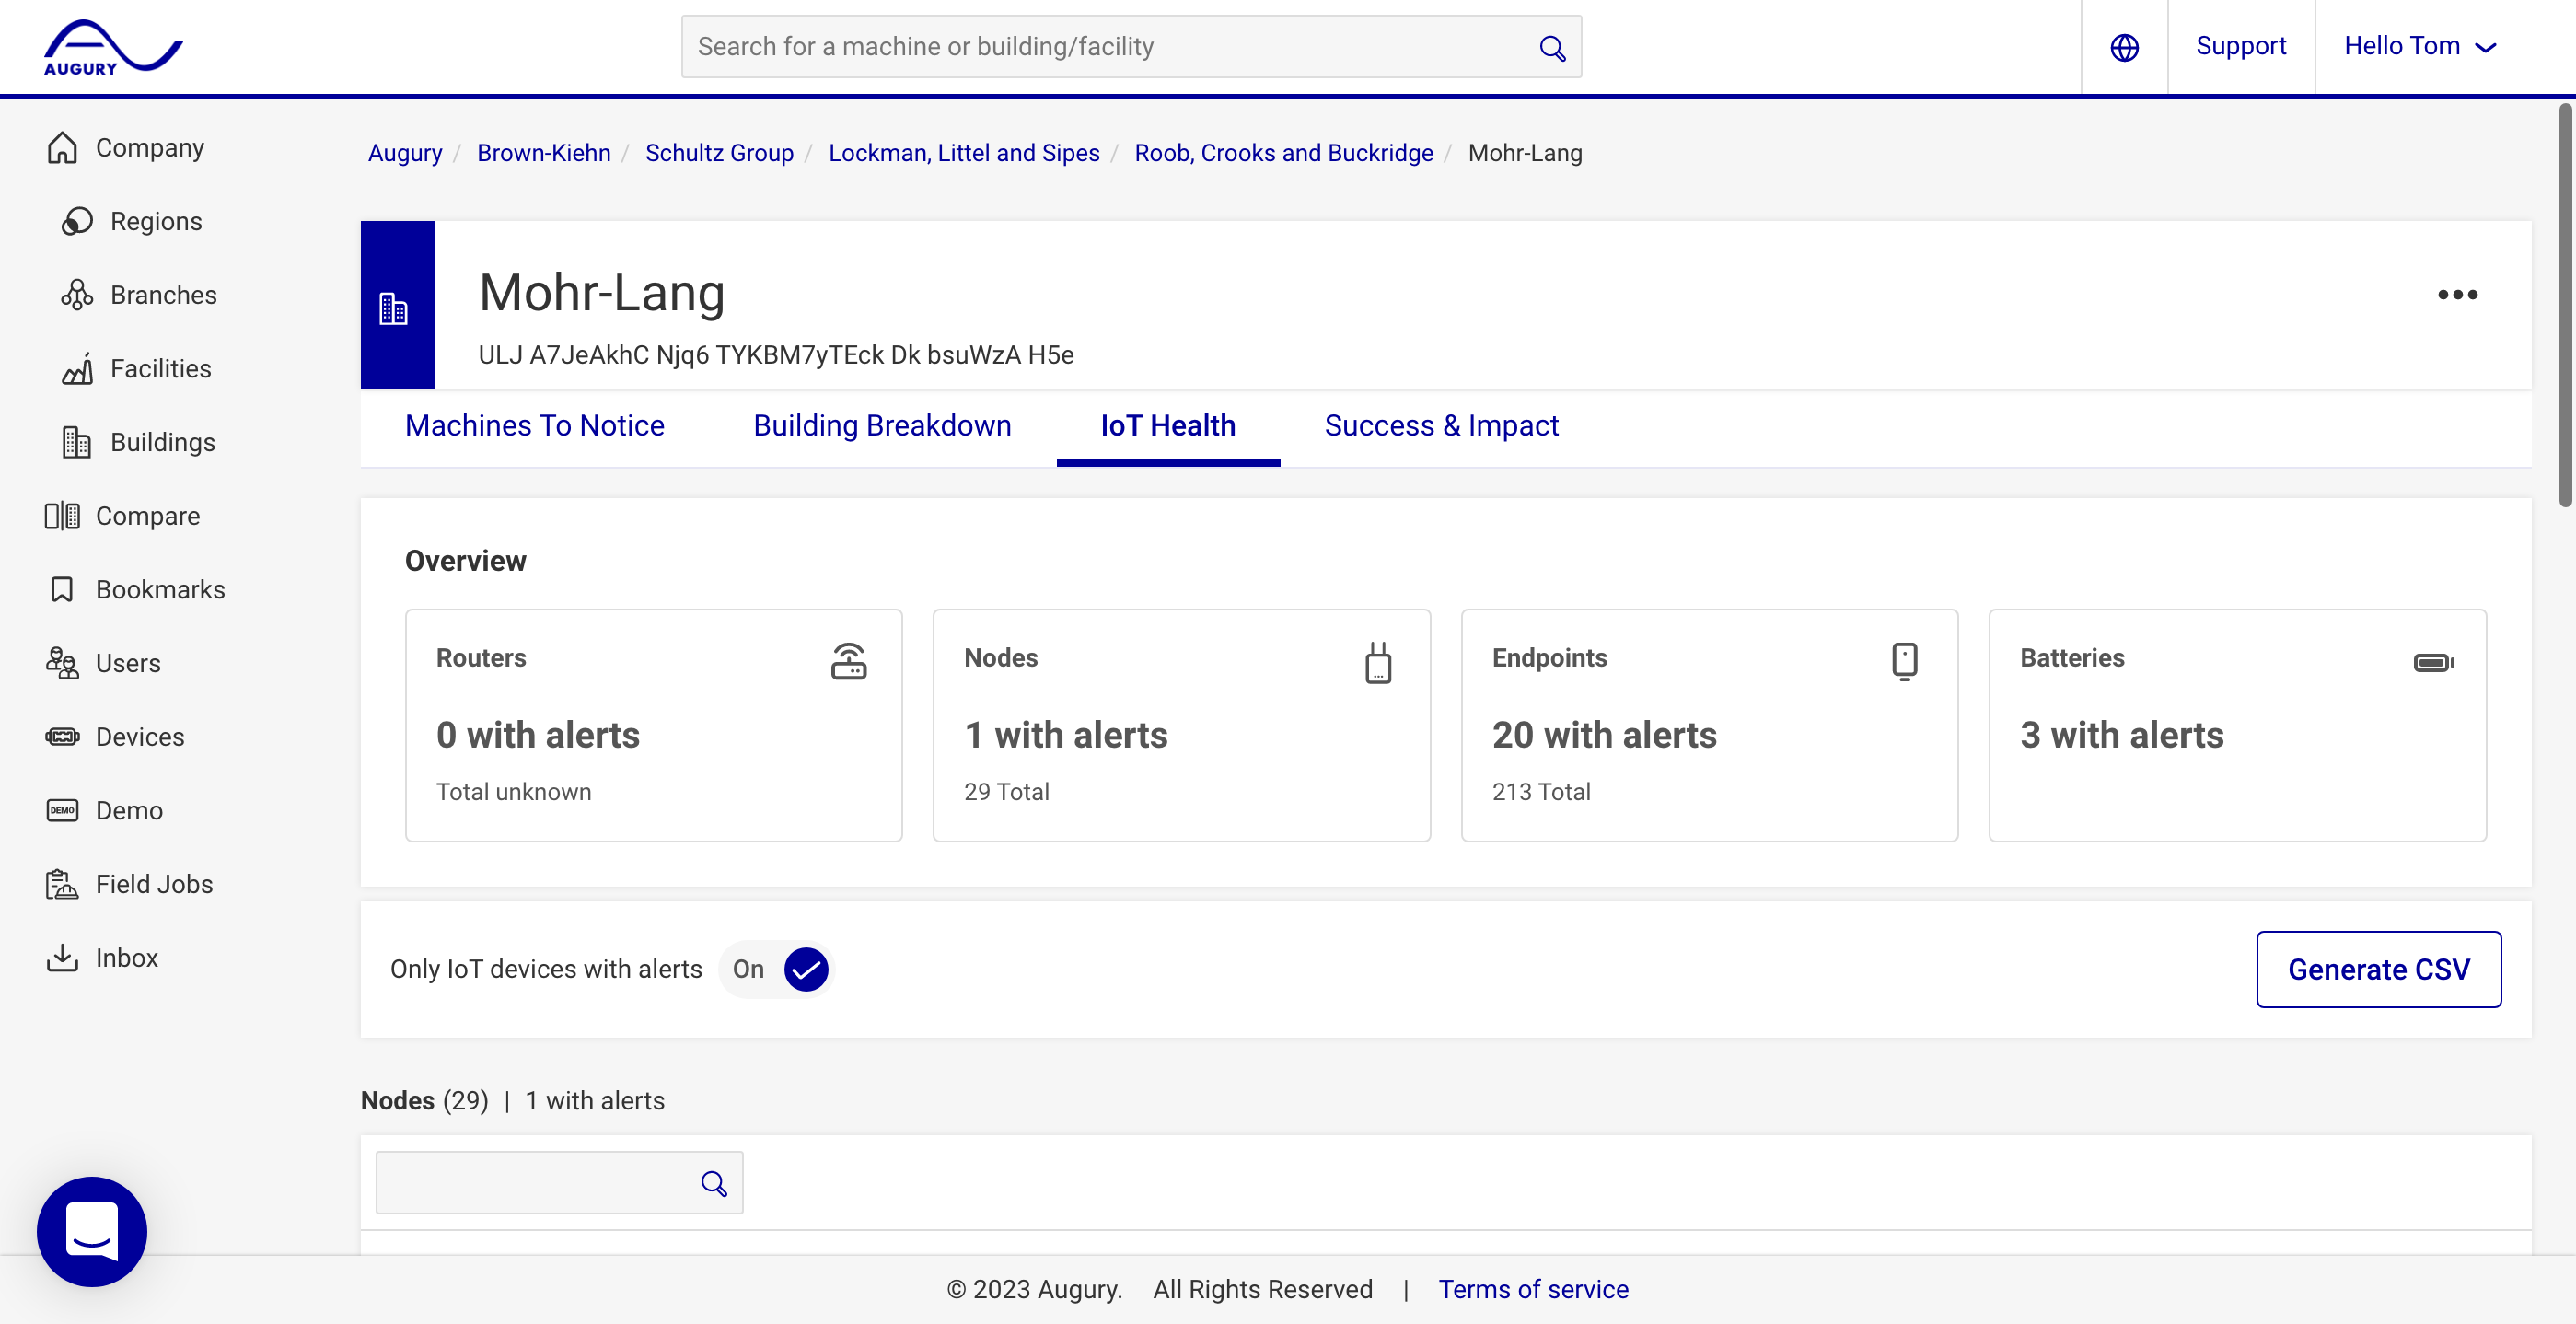 AUGURY
Search for a machine or building/facility
Support
Hello Tom
Company
Regions
Branches
Facilities
Buildings
Compare
Bookmarks
Users
Devices
DEMO Demo
Field Jobs
Inbox
Augury / Brown-Kiehn / Schultz Group / Lockman, Littel and Sipes / Roob, Crooks and Buckridge / Mohr-Lang
Mohr-Lang
ULJ A7JeAkhC Njq6 TYKBM7yTEck Dk bsuWzA H5e
Machines To Notice
Building Breakdown
IoT Health
Success & Impact
Overview
Routers
0 with alerts
Total unknown
Nodes
1 with alerts
29 Total
Endpoints
20 with alerts
213 Total
Batteries
3 with alerts
Only IoT devices with alerts On
Generate CSV
Nodes (29) | 1 with alerts
© 2023 Augury. All Rights Reserved | Terms of service